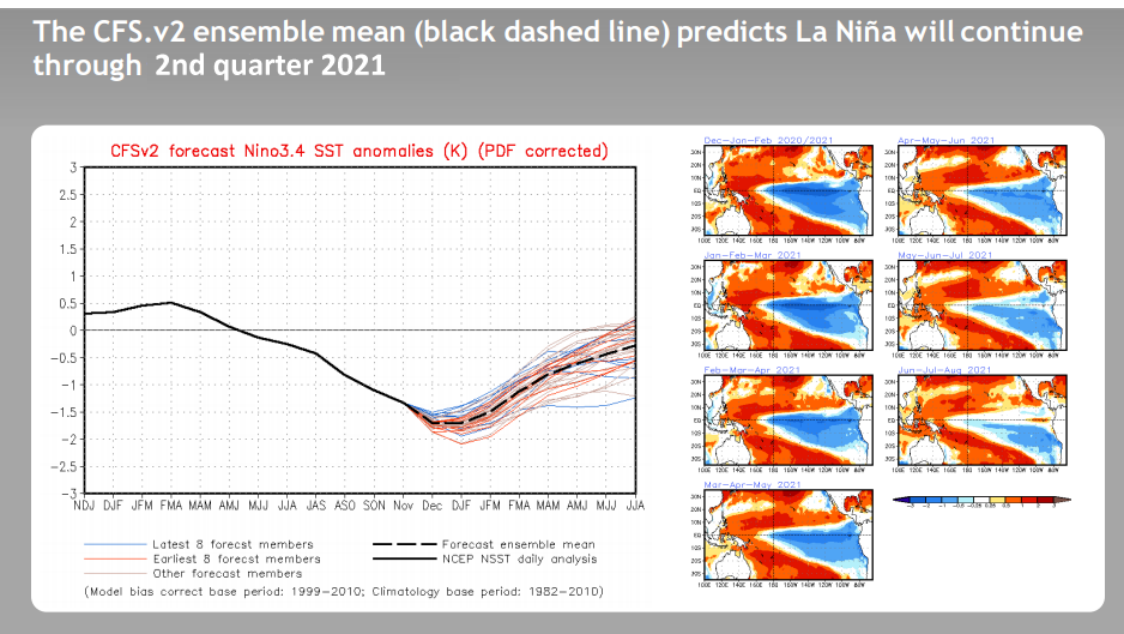 The CFS.v2 ensemble mean (black dashed line) predicts La Niña will continue
through 2nd quarter 2021
CFSv2 forecast Nino3.4 SST anomalies (K) (PDF corrected)
3
2.5
2
1.5
1
0.5
0
-0.5
-1
-1.5
-2
-2.5
-3
NDJ DJF JFM FMA MAM AMJ MJJ JJA JAS ASO SON Nov Dec DJF JFM FMA MAM AMJ MJJ JJA
Latest 8 forecst members
Earliest 8 forecst members
Other forecast members
Forecast ensemble mean
NCEP NSST daily analysis
(Model bias correct base period: 1999-2010; Climatology base period: 1982-2010)
Dec-Jan-Feb 2020/2021
Apr-May-Jun 2021
Jan-Feb-Mar 2021
May-Jun-Jul 2021
Feb-Mar-Apr 2021
Jun-Jul-Aug 2021
Mar-Apr-May 2021